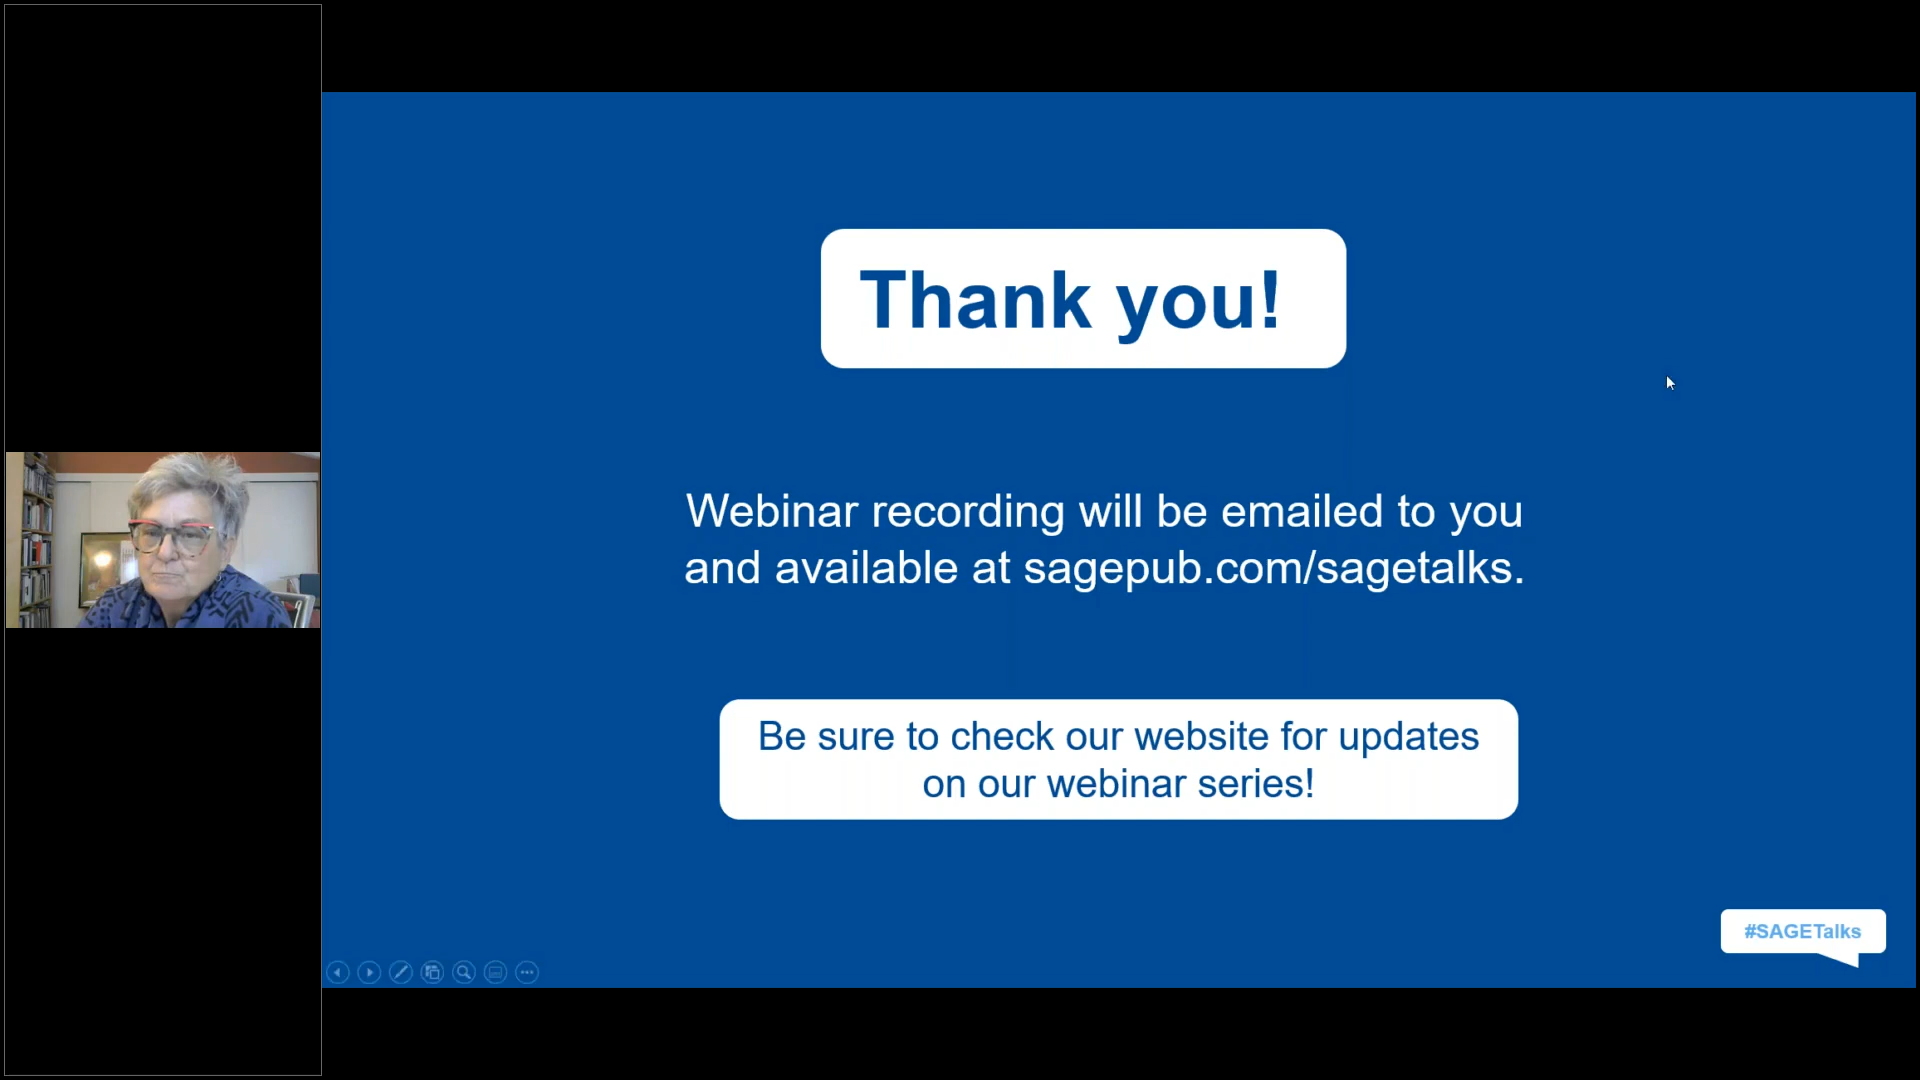 Thank you!
Webinar recording will be emailed to you
and available at sagepub.com/sagetalks.
Be sure to check our website for updates
on our webinar series!
#SAGETalks